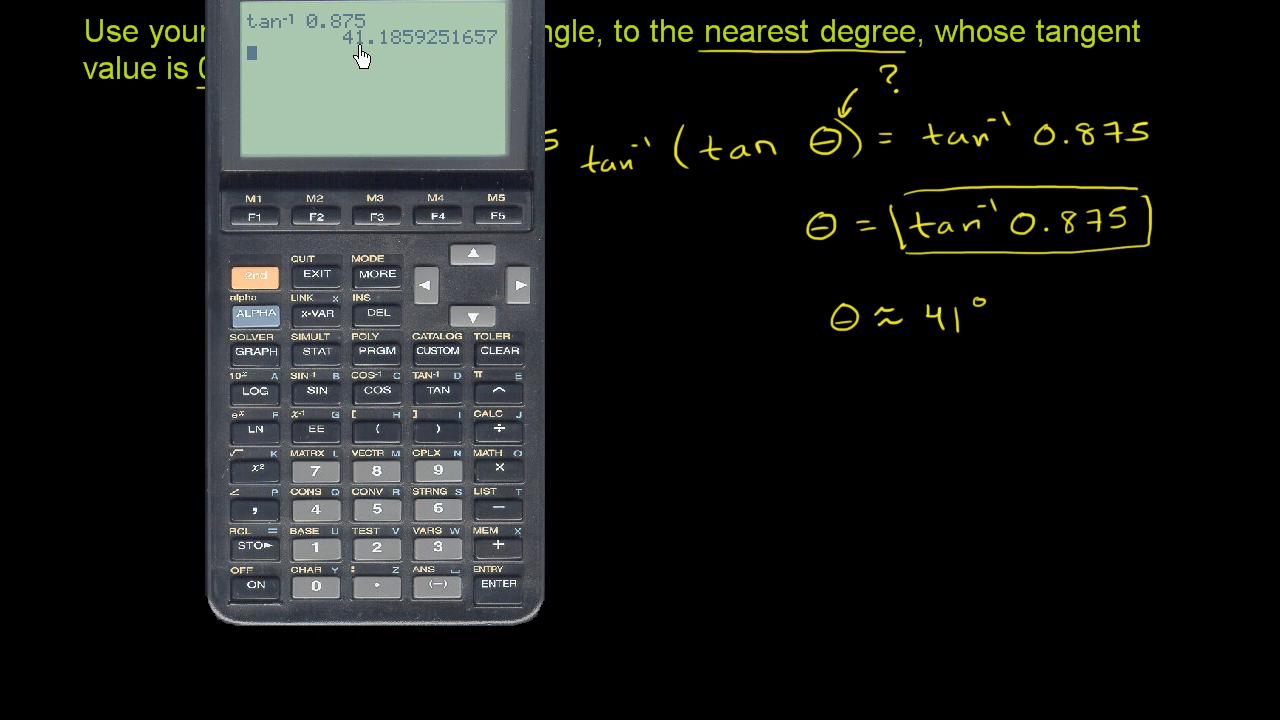 tan⁻¹ 0.875
41.1859251657
Use your ngle, to the nearest degree, whose tangent
value is 0
?
5 tan⁻¹ (tan θ) = tan⁻¹ 0.875
θ = tan⁻¹ 0.875
θ ≈ 41°
M1 M2 M3 M4 M5
F1 F2 F3 F4 F5
QUIT MODE
2nd EXIT MORE
alpha LINK x INS
ALPHA x-VAR DEL
SOLVER SIMULT POLY CATALOG TOLER
GRAPH STAT PRGM CUSTOM CLEAR
10ˣ A SIN⁻¹ B COS⁻¹ C TAN⁻¹ D π E
LOG SIN COS TAN ^
eˣ F x⁻¹ G [ H ] I CALC J
LN EE ( ) ÷
√ K MATRX L VECTR M CPLX N MATH O
x² 7 8 9 ×
∠ P CONS Q CONV R STRNG S LIST T
, 4 5 6 −
RCL = BASE U TEST V VARS W MEM X
STO► 1 2 3 +
OFF CHAR Y : Z ANS ⎵ ENTRY
ON 0 . (−) ENTER